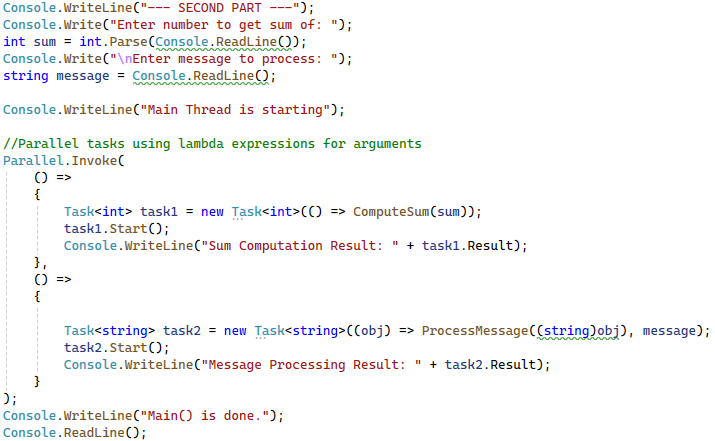 Console.WriteLine("--- SECOND PART ---");
Console.Write("Enter number to get sum of: ");
int sum = int.Parse(Console.ReadLine());
Console.Write("\nEnter message to process: ");
string message = Console.ReadLine();

Console.WriteLine("Main Thread is starting");

//Parallel tasks using lambda expressions for arguments
Parallel.Invoke(
    () =>
    {
        Task<int> task1 = new Task<int>(() => ComputeSum(sum));
        task1.Start();
        Console.WriteLine("Sum Computation Result: " + task1.Result);
    },
    () =>
    {

        Task<string> task2 = new Task<string>((obj) => ProcessMessage((string)obj), message);
        task2.Start();
        Console.WriteLine("Message Processing Result: " + task2.Result);
    }
);
Console.WriteLine("Main() is done.");
Console.ReadLine();